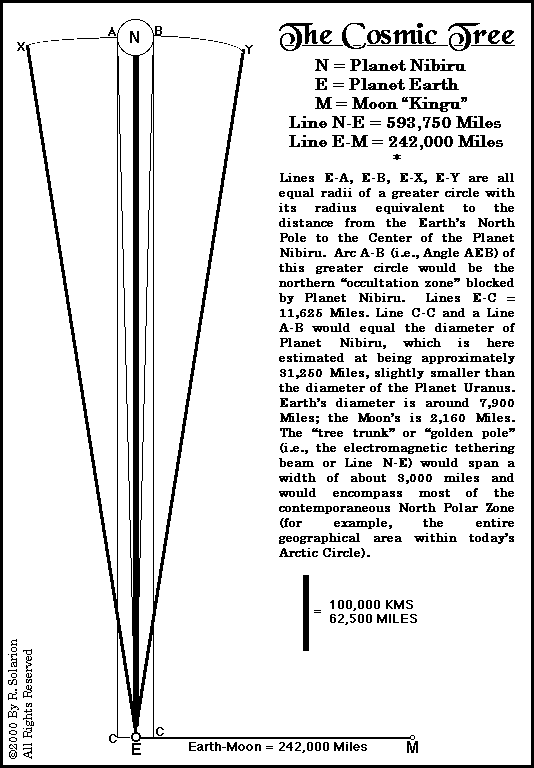 The Cosmic Tree
N = Planet Nibiru
E = Planet Earth
M = Moon “Kingu”
Line N-E = 593,750 Miles
Line E-M = 242,000 Miles
*
Lines E-A, E-B, E-X, E-Y are all
equal radii of a greater circle with
its radius equivalent to the
distance from the Earth's North
Pole to the Center of the Planet
Nibiru. Arc A-B (i.e., Angle AEB) of
this greater circle would be the
northern “occultation zone” blocked
by Planet Nibiru. Lines E-C =
11,625 Miles. Line C-C and a Line
A-B would equal the diameter of
Planet Nibiru, which is here
estimated at being approximately
31,250 Miles, slightly smaller than
the diameter of the Planet Uranus.
Earth's diameter is around 7,900
Miles; the Moon's is 2,160 Miles.
The “tree trunk” or “golden pole”
(i.e., the electromagnetic tethering
beam or Line N-E) would span a
width of about 3,000 miles and
would encompass most of the
contemporaneous North Polar Zone
(for example, the entire
geographical area within today's
Arctic Circle).
= 100,000 KMS
62,500 MILES
X
A
N
B
Y
C
E
C
Earth-Moon = 242,000 Miles
M
©2000 By R. Solarion
All Rights Reserved